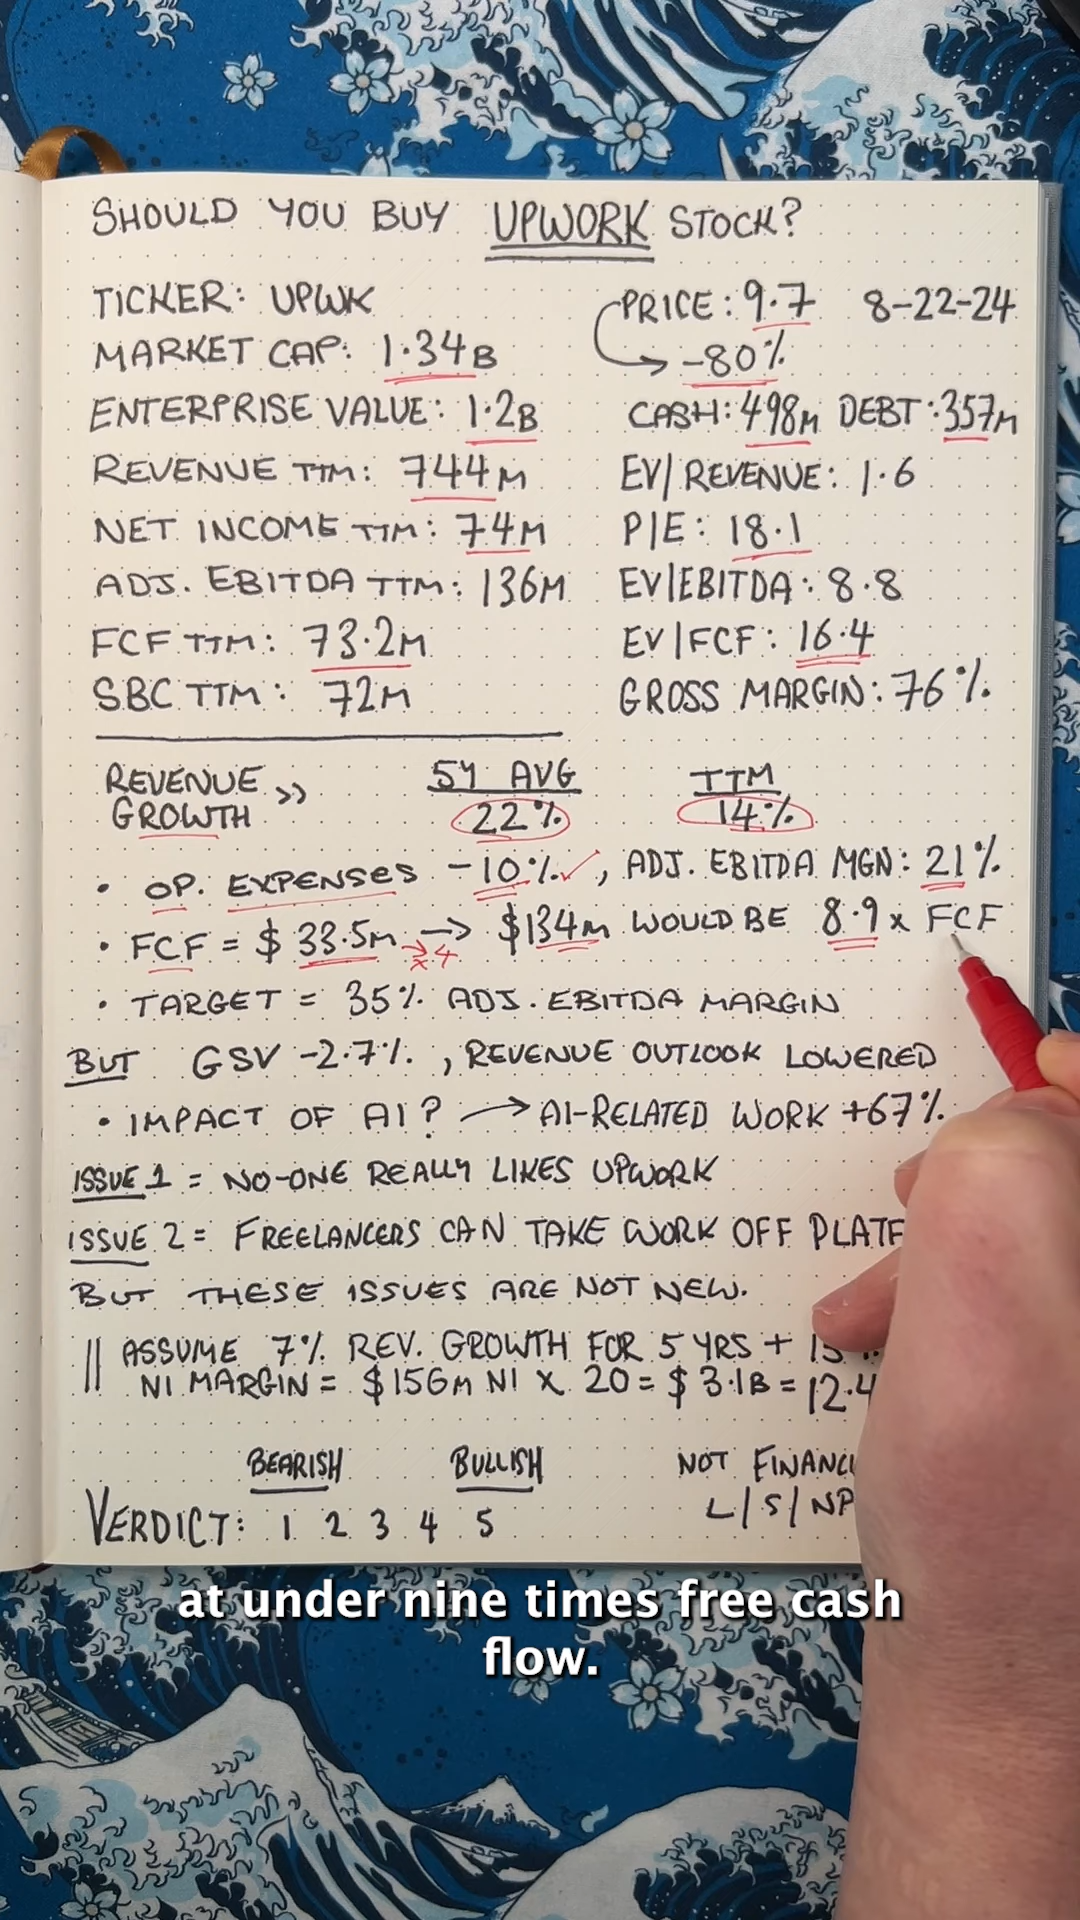 SHOULD YOU BUY UPWORK STOCK?
TICKER: UPWK
PRICE: 9.7 8-22-24
MARKET CAP: 1.34B
→ -80%
ENTERPRISE VALUE: 1.2B
CASH: 498M DEBT: 357M
REVENUE TTM: 744M
EV/REVENUE: 1.6
NET INCOME TTM: 74M
P/E: 18.1
ADJ. EBITDA TTM: 136M
EV/EBITDA: 8.8
FCF TTM: 73.2M
EV/FCF: 16.4
SBC TTM: 72M
GROSS MARGIN: 76%
REVENUE GROWTH >> 5Y AVG TTM
22% 14%
• OP. EXPENSES -10% ✓, ADJ. EBITDA MGN: 21%
• FCF = $33.5M → $134M WOULD BE 8.9 x FCF
x4
• TARGET = 35% ADJ. EBITDA MARGIN
BUT GSV -2.7%, REVENUE OUTLOOK LOWERED
• IMPACT OF AI? → AI-RELATED WORK +67%
ISSUE 1 = NO-ONE REALLY LIKES UPWORK
ISSUE 2 = FREELANCERS CAN TAKE WORK OFF PLATF
BUT THESE ISSUES ARE NOT NEW.
|| ASSUME 7% REV. GROWTH FOR 5 YRS +
NI MARGIN = $156M NI x 20 = $3.1B = 12.4
BEARISH BULLISH
NOT FINANCI
VERDICT: 1 2 3 4 5
L/S/NP
at under nine times free cash
flow.